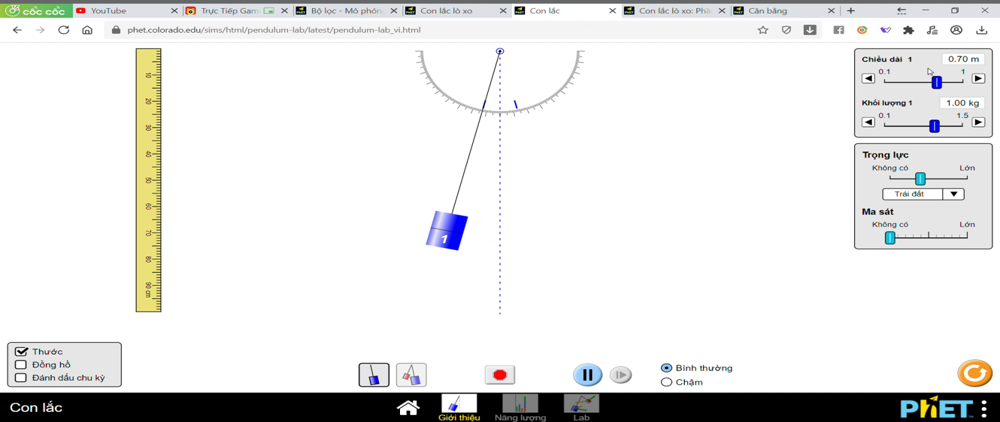 cốc cốc
YouTube
Trực Tiếp Gam
Bộ lọc - Mô phỏn
Con lắc lò xo
Con lắc
Con lắc lò xo: Phầ
Cân bằng
phet.colorado.edu/sims/html/pendulum-lab/latest/pendulum-lab_vi.html
10
20
30
40
50
60
70
80
90 cm
1
Chiều dài 1 0.70 m
0.1 1
Khối lượng 1 1.00 kg
0.1 1.5
Trọng lực
Không có Lớn
Trái đất
Ma sát
Không có Lớn
Thước
Đồng hồ
Đánh dấu chu kỳ
Bình thường
Chậm
Con lắc
Giới thiệu
Năng lượng
Lab
PhET